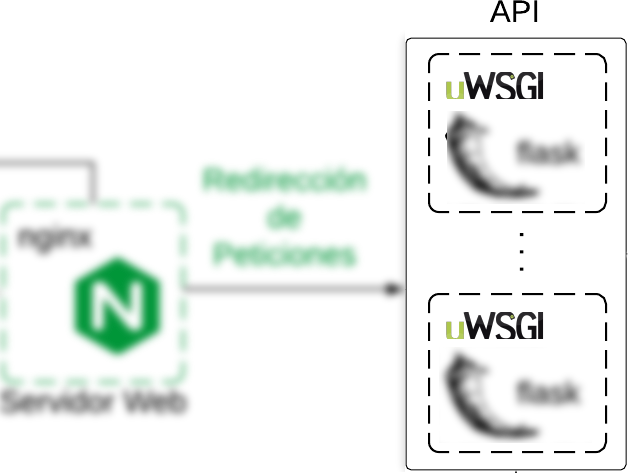 API
uWSGI
flask
Redirección
de
Peticiones
nginx
N
Servidor Web
uWSGI
flask